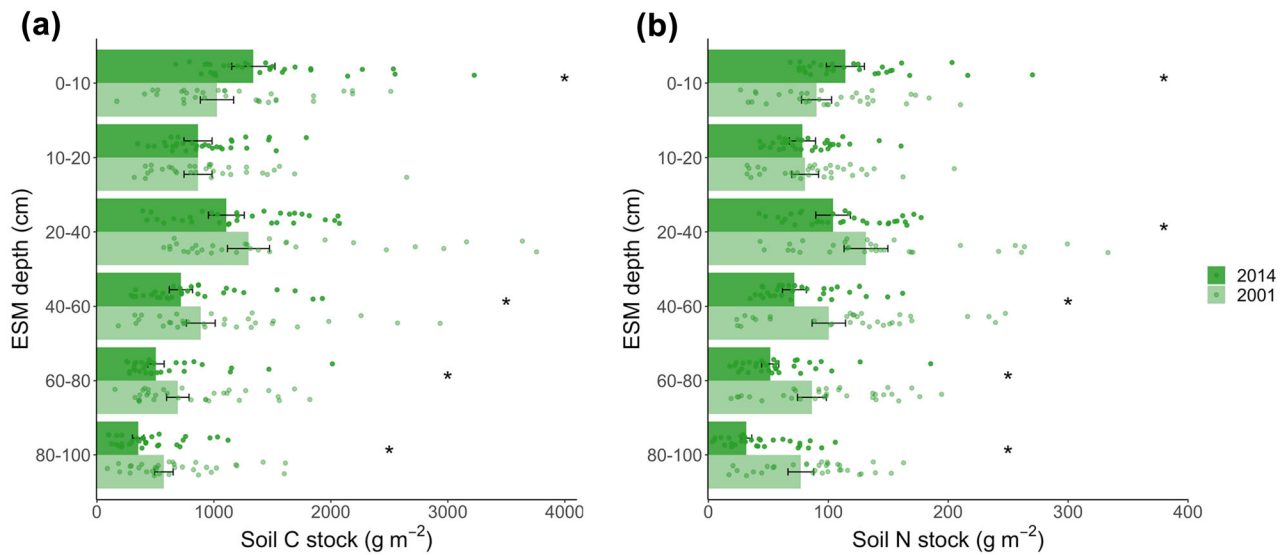 (a)
ESM depth (cm)
0-10
*
10-20
20-40
40-60
*
60-80
*
80-100
*
0 1000 2000 3000 4000
Soil C stock (g m⁻²)
(b)
ESM depth (cm)
0-10
*
10-20
20-40
*
40-60
*
60-80
*
80-100
*
0 100 200 300 400
Soil N stock (g m⁻²)
2014
2001